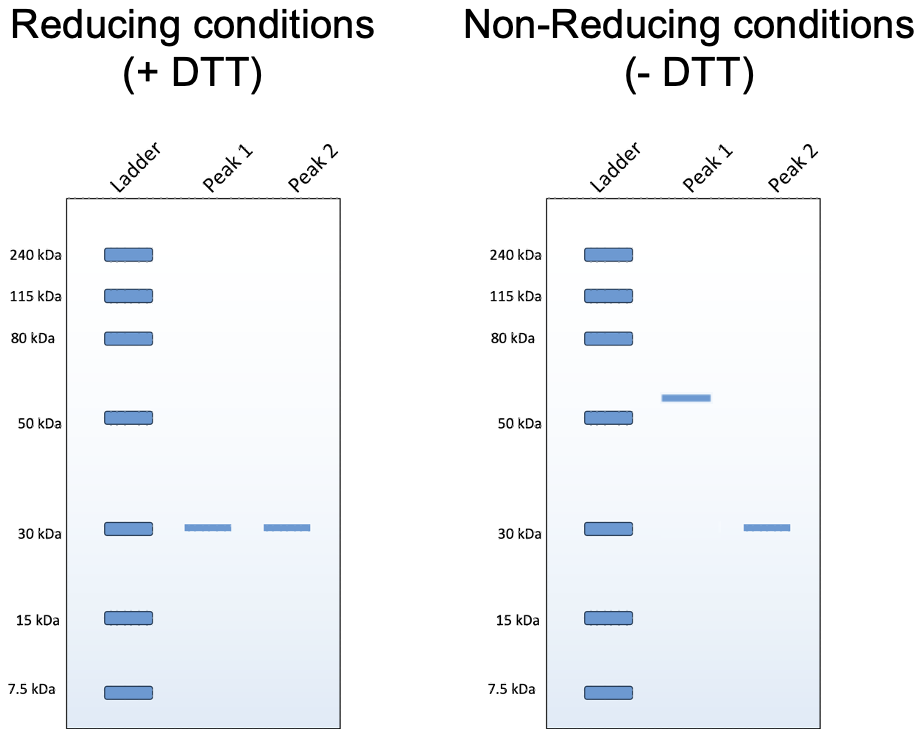 Reducing conditions
(+ DTT)
Non-Reducing conditions
(- DTT)
Ladder
Peak 1
Peak 2
240 kDa
115 kDa
80 kDa
50 kDa
30 kDa
15 kDa
7.5 kDa
Ladder
Peak 1
Peak 2
240 kDa
115 kDa
80 kDa
50 kDa
30 kDa
15 kDa
7.5 kDa